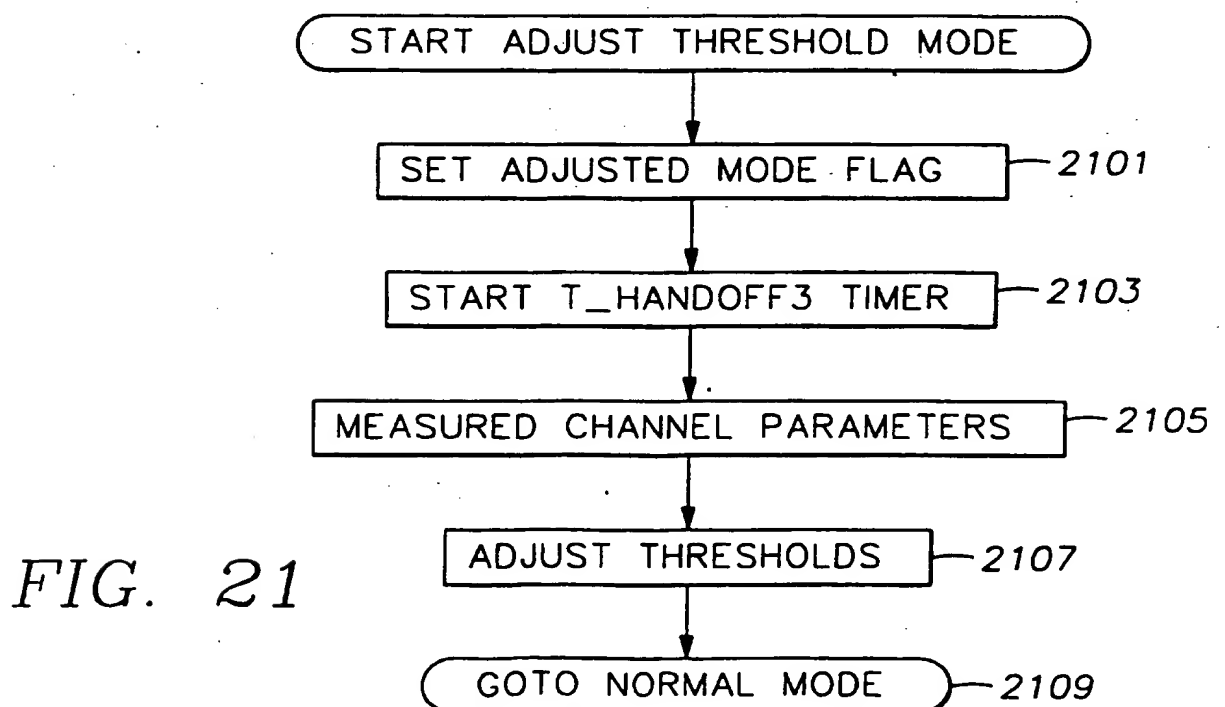 START ADJUST THRESHOLD MODE
SET ADJUSTED MODE FLAG 2101
START T_HANDOFF3 TIMER 2103
MEASURED CHANNEL PARAMETERS 2105
ADJUST THRESHOLDS 2107
FIG. 21
GOTO NORMAL MODE 2109